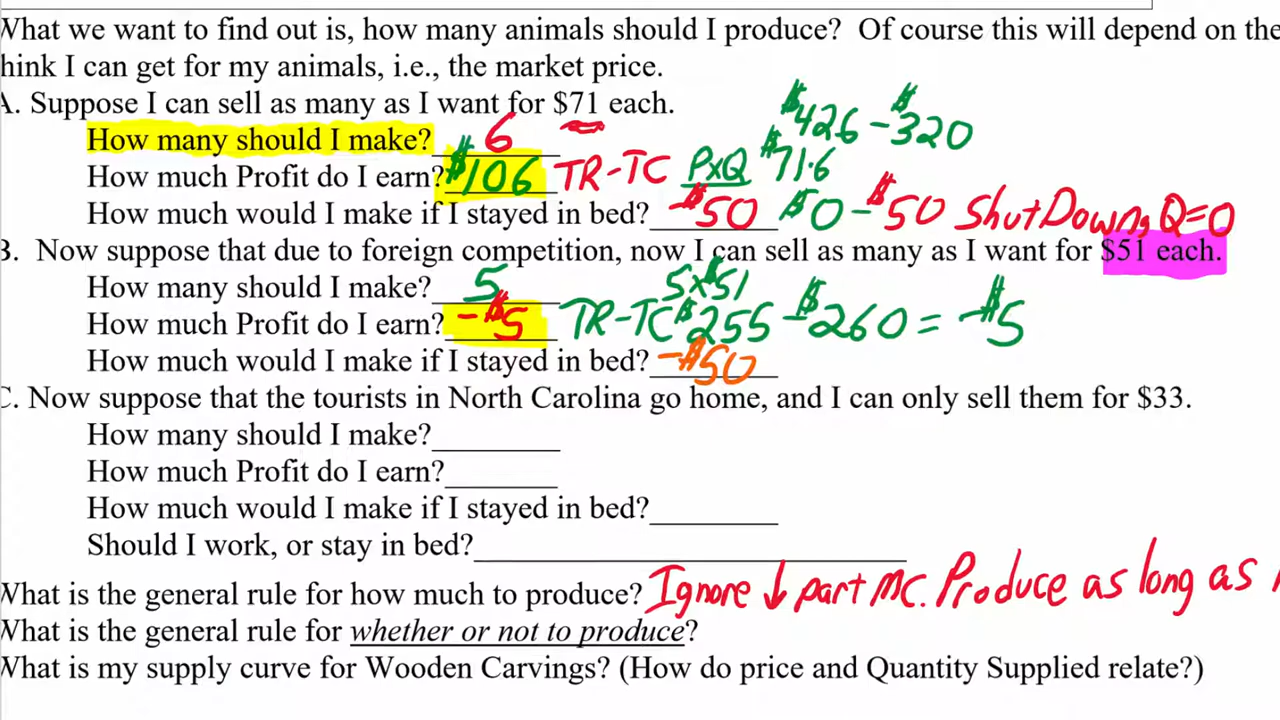 What we want to find out is, how many animals should I produce?  Of course this will depend on the
hink I can get for my animals, i.e., the market price.
A. Suppose I can sell as many as I want for $71 each. $426 - $320
How many should I make? 6
How much Profit do I earn? $106 TR-TC PxQ $71·6
How much would I make if I stayed in bed? -$50 $0 - $50 ShutDown, Q=0
B.  Now suppose that due to foreign competition, now I can sell as many as I want for $51 each.
How many should I make? 5 5x$51
How much Profit do I earn? -$5 TR-TC $255 - $260 = -$5
How much would I make if I stayed in bed? -$50
C. Now suppose that the tourists in North Carolina go home, and I can only sell them for $33.
How many should I make?
How much Profit do I earn?
How much would I make if I stayed in bed?
Should I work, or stay in bed?
What is the general rule for how much to produce? Ignore ↓ part MC. Produce as long as
What is the general rule for whether or not to produce?
What is my supply curve for Wooden Carvings? (How do price and Quantity Supplied relate?)